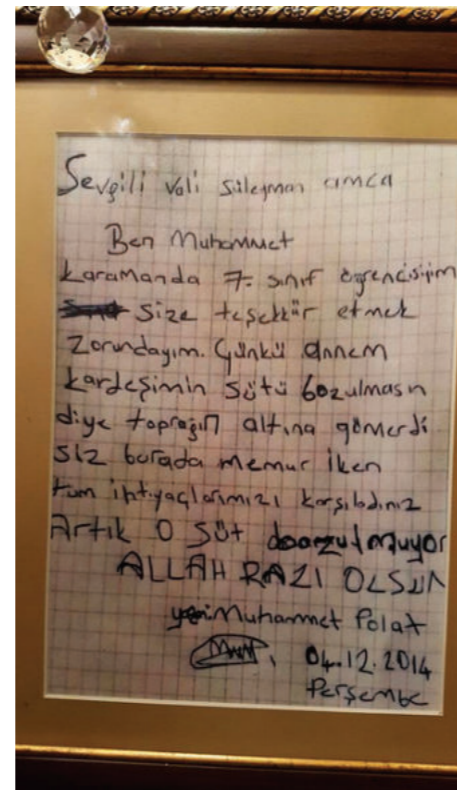 Sevgili Vali Süleyman amca
Ben Muhammet
Karamanda 7. sınıf öğrencisiyim
size teşekkür etmek
Zorundayım. Çünkü annem
kardeşimin sütü bozulmasın
diye toprağın altına gömerdi
siz burada memur iken
tüm ihtiyaçlarımızı karşıladınız
Artık O süt bozulmuyor
ALLAH RAZI OLSUN
Muhammet Polat
04.12.2014
Perşembe